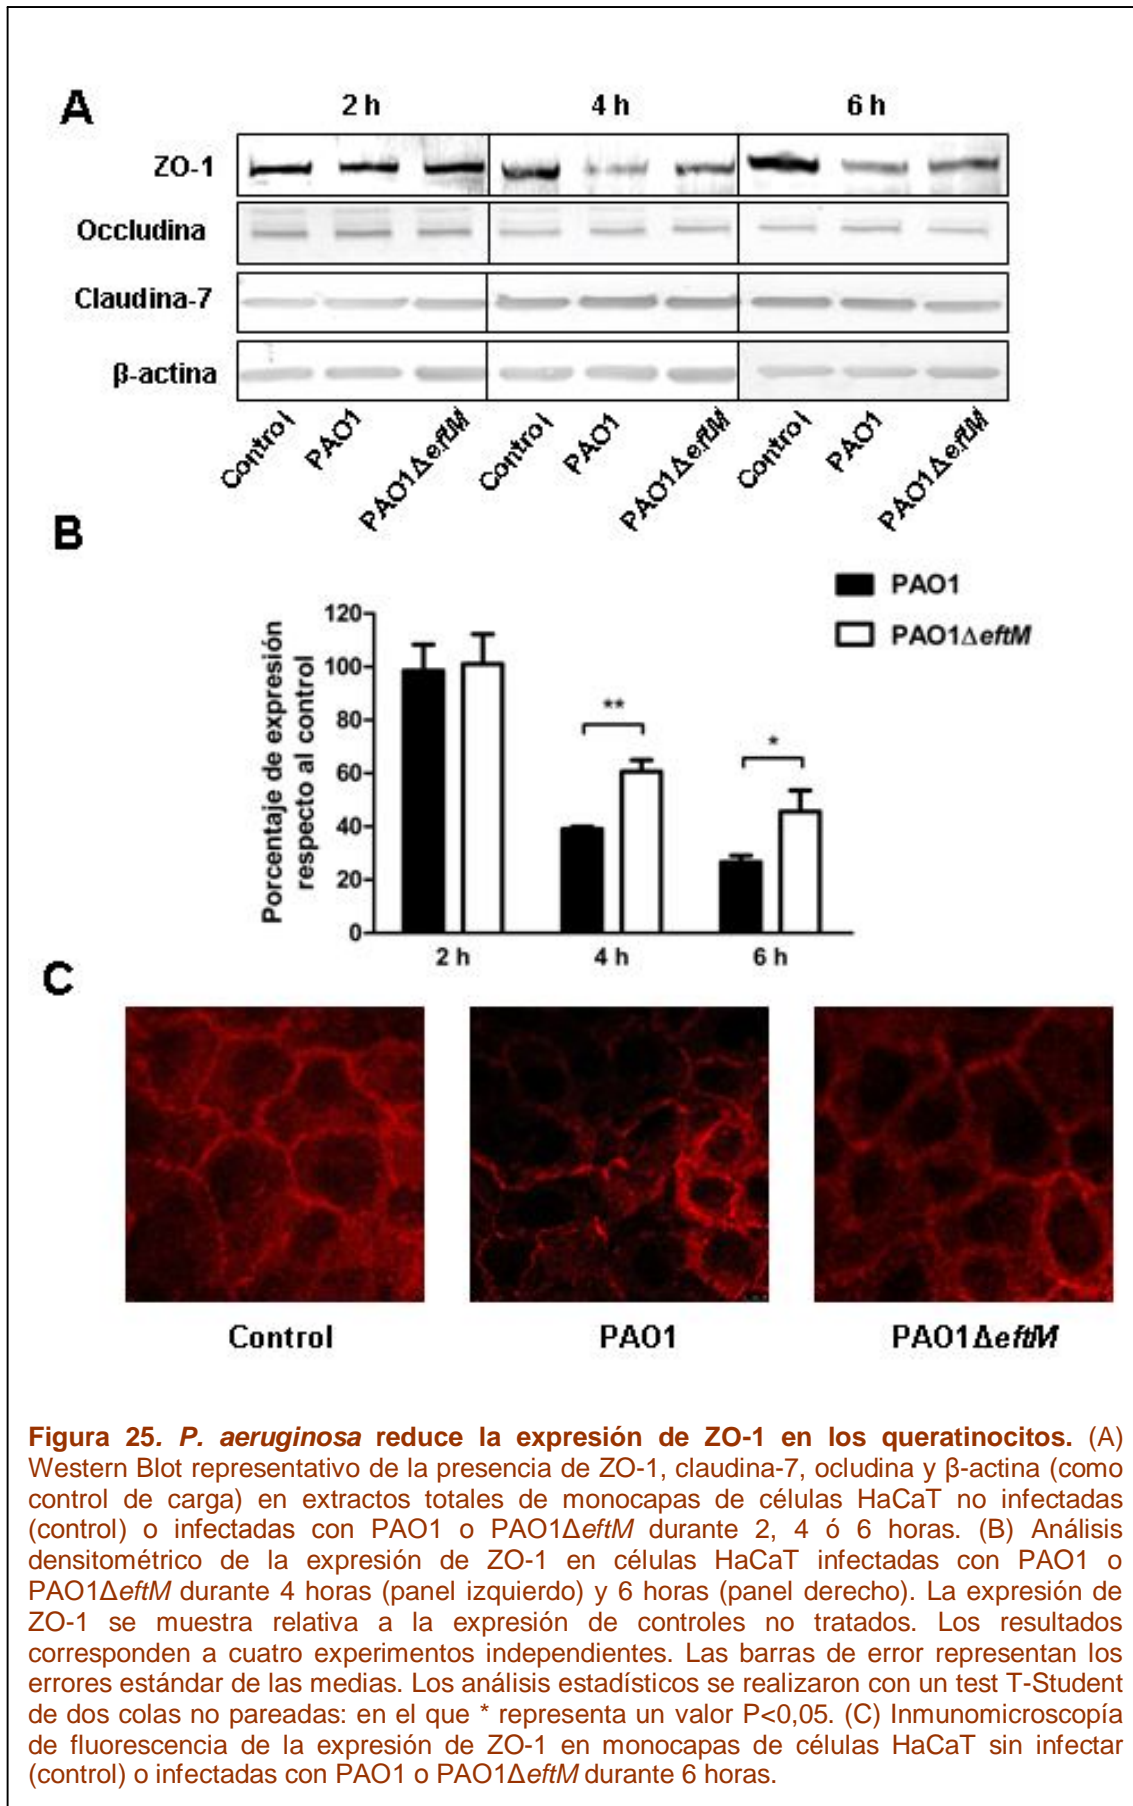 A
2 h 4 h 6 h
ZO-1
Occludina
Claudina-7
β-actina
Control PAO1 PAO1ΔeftM Control PAO1 PAO1ΔeftM Control PAO1 PAO1ΔeftM
B
PAO1
PAO1ΔeftM
Porcentaje de expresión
respecto al control
120
100
80
60
40
20
0
**
*
2 h 4 h 6 h
C
Control PAO1 PAO1ΔeftM
Figura 25. P. aeruginosa reduce la expresión de ZO-1 en los queratinocitos. (A)
Western Blot representativo de la presencia de ZO-1, claudina-7, ocludina y β-actina (como
control de carga) en extractos totales de monocapas de células HaCaT no infectadas
(control) o infectadas con PAO1 o PAO1ΔeftM durante 2, 4 ó 6 horas. (B) Análisis
densitométrico de la expresión de ZO-1 en células HaCaT infectadas con PAO1 o
PAO1ΔeftM durante 4 horas (panel izquierdo) y 6 horas (panel derecho). La expresión de
ZO-1 se muestra relativa a la expresión de controles no tratados. Los resultados
corresponden a cuatro experimentos independientes. Las barras de error representan los
errores estándar de las medias. Los análisis estadísticos se realizaron con un test T-Student
de dos colas no pareadas: en el que * representa un valor P<0,05. (C) Inmunomicroscopía
de fluorescencia de la expresión de ZO-1 en monocapas de células HaCaT sin infectar
(control) o infectadas con PAO1 o PAO1ΔeftM durante 6 horas.